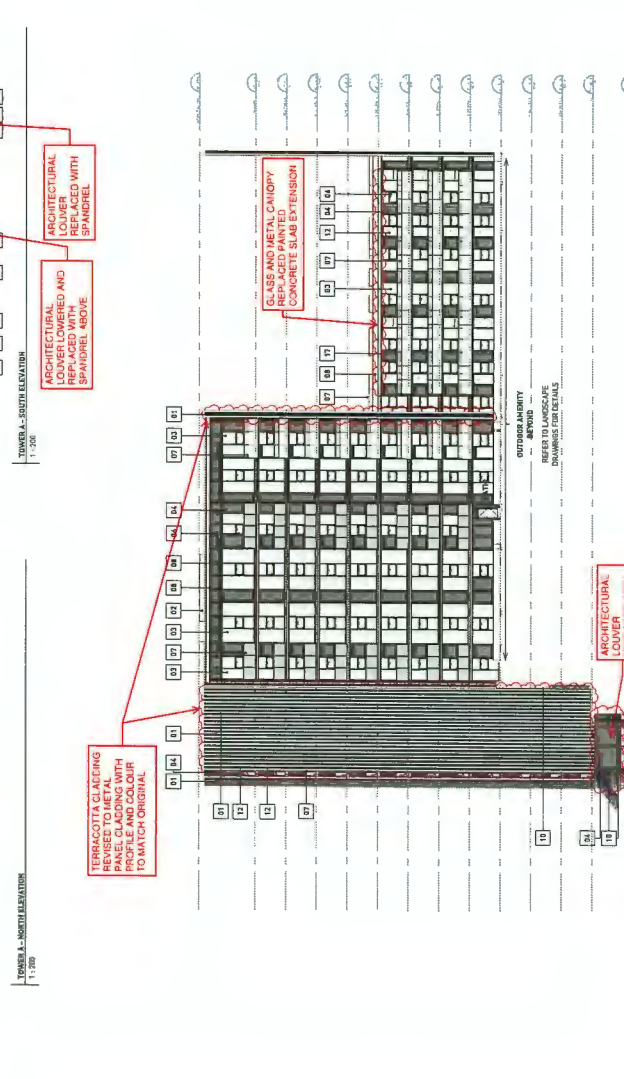 ARCHITECTURAL
LOUVER
REPLACED WITH
SPANDREL
ARCHITECTURAL
LOUVER LOWERED AND
REPLACED WITH
SPANDREL ABOVE
TOWER A - SOUTH ELEVATION
1 : 200
GLASS AND METAL CANOPY
REPLACED PAINTED
CONCRETE SLAB EXTENSION
04
04
12
07
03
17
08
07
01
03
07
04
06
08
08
02
03
07
03
01
04
01
01
12
12
07
OUTDOOR AMENITY
BEYOND
REFER TO LANDSCAPE
DRAWINGS FOR DETAILS
TERRACOTTA CLADDING
REVISED TO METAL
PANEL CLADDING WITH
PROFILE AND COLOUR
TO MATCH ORIGINAL
ARCHITECTURAL
LOUVER
10
04
10
TOWER A - NORTH ELEVATION
1 : 200